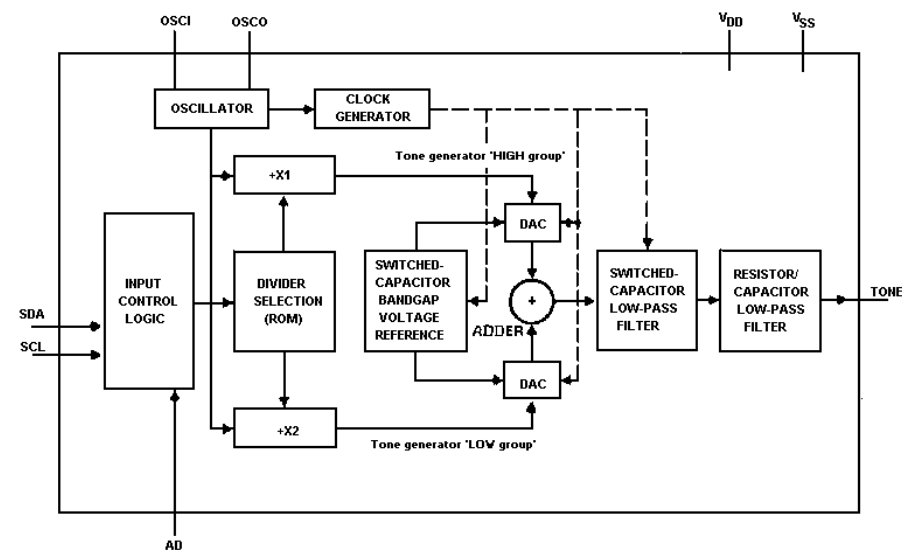 OSCI
OSCO
VDD
VSS
OSCILLATOR
CLOCK
GENERATOR
Tone generator 'HIGH group'
+X1
DAC
INPUT
CONTROL
LOGIC
DIVIDER
SELECTION
(ROM)
SWITCHED-
CAPACITOR
BANDGAP
VOLTAGE
REFERENCE
+
ADDER
SWITCHED-
CAPACITOR
LOW-PASS
FILTER
RESISTOR/
CAPACITOR
LOW-PASS
FILTER
TONE
SDA
SCL
DAC
+X2
Tone generator 'LOW group'
AD